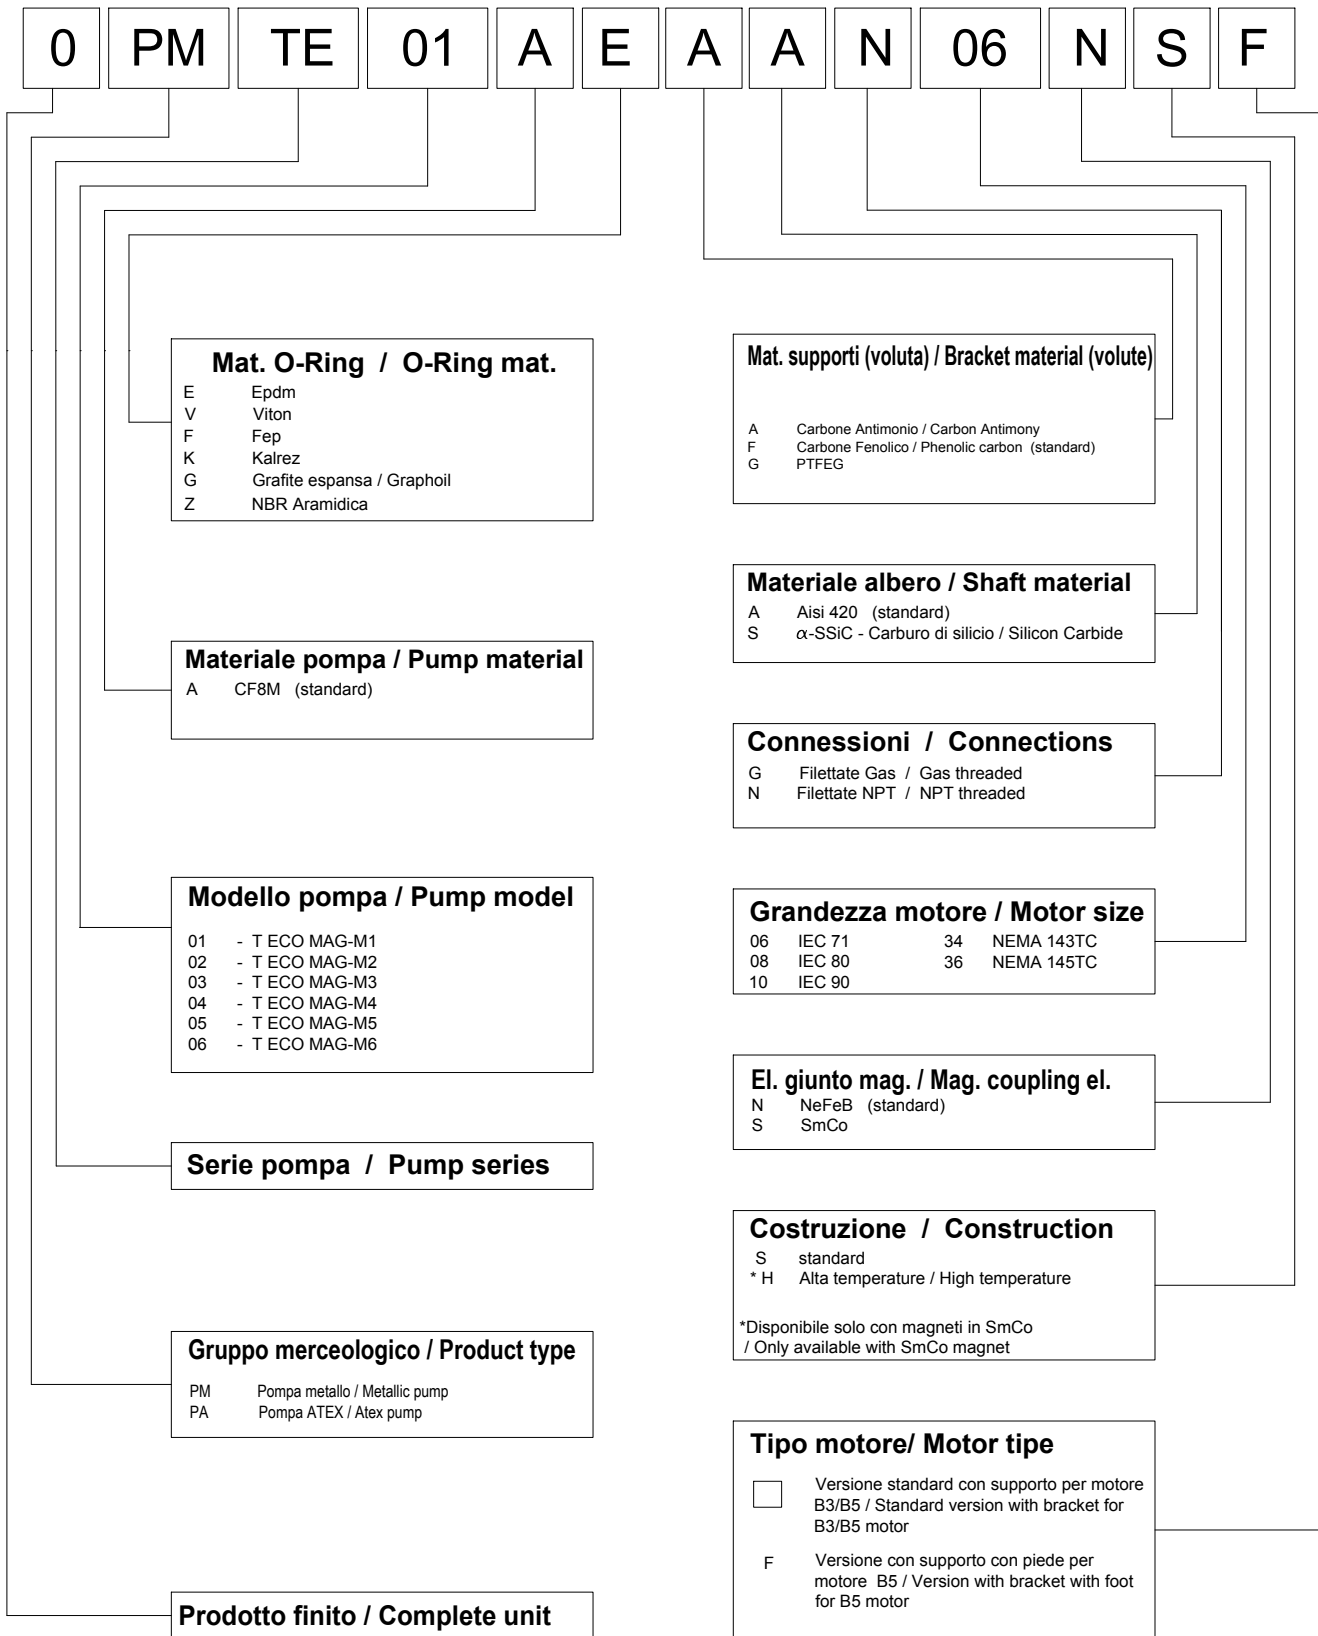 0 PM TE 01 A E A A N 06 N S F
Mat. O-Ring / O-Ring mat.
E Epdm
V Viton
F Fep
K Kalrez
G Grafite espansa / Graphoil
Z NBR Aramidica
Materiale pompa / Pump material
A CF8M (standard)
Modello pompa / Pump model
01 - T ECO MAG-M1
02 - T ECO MAG-M2
03 - T ECO MAG-M3
04 - T ECO MAG-M4
05 - T ECO MAG-M5
06 - T ECO MAG-M6
Serie pompa / Pump series
Gruppo merceologico / Product type
PM Pompa metallo / Metallic pump
PA Pompa ATEX / Atex pump
Prodotto finito / Complete unit
Mat. supporti (voluta) / Bracket material (volute)
A Carbone Antimonio / Carbon Antimony
F Carbone Fenolico / Phenolic carbon (standard)
G PTFEG
Materiale albero / Shaft material
A Aisi 420 (standard)
S α-SSiC - Carburo di silicio / Silicon Carbide
Connessioni / Connections
G Filettate Gas / Gas threaded
N Filettate NPT / NPT threaded
Grandezza motore / Motor size
06 IEC 71 34 NEMA 143TC
08 IEC 80 36 NEMA 145TC
10 IEC 90
El. giunto mag. / Mag. coupling el.
N NeFeB (standard)
S SmCo
Costruzione / Construction
S standard
* H Alta temperature / High temperature
*Disponibile solo con magneti in SmCo
/ Only available with SmCo magnet
Tipo motore/ Motor tipe
Versione standard con supporto per motore
B3/B5 / Standard version with bracket for
B3/B5 motor
F Versione con supporto con piede per
motore B5 / Version with bracket with foot
for B5 motor